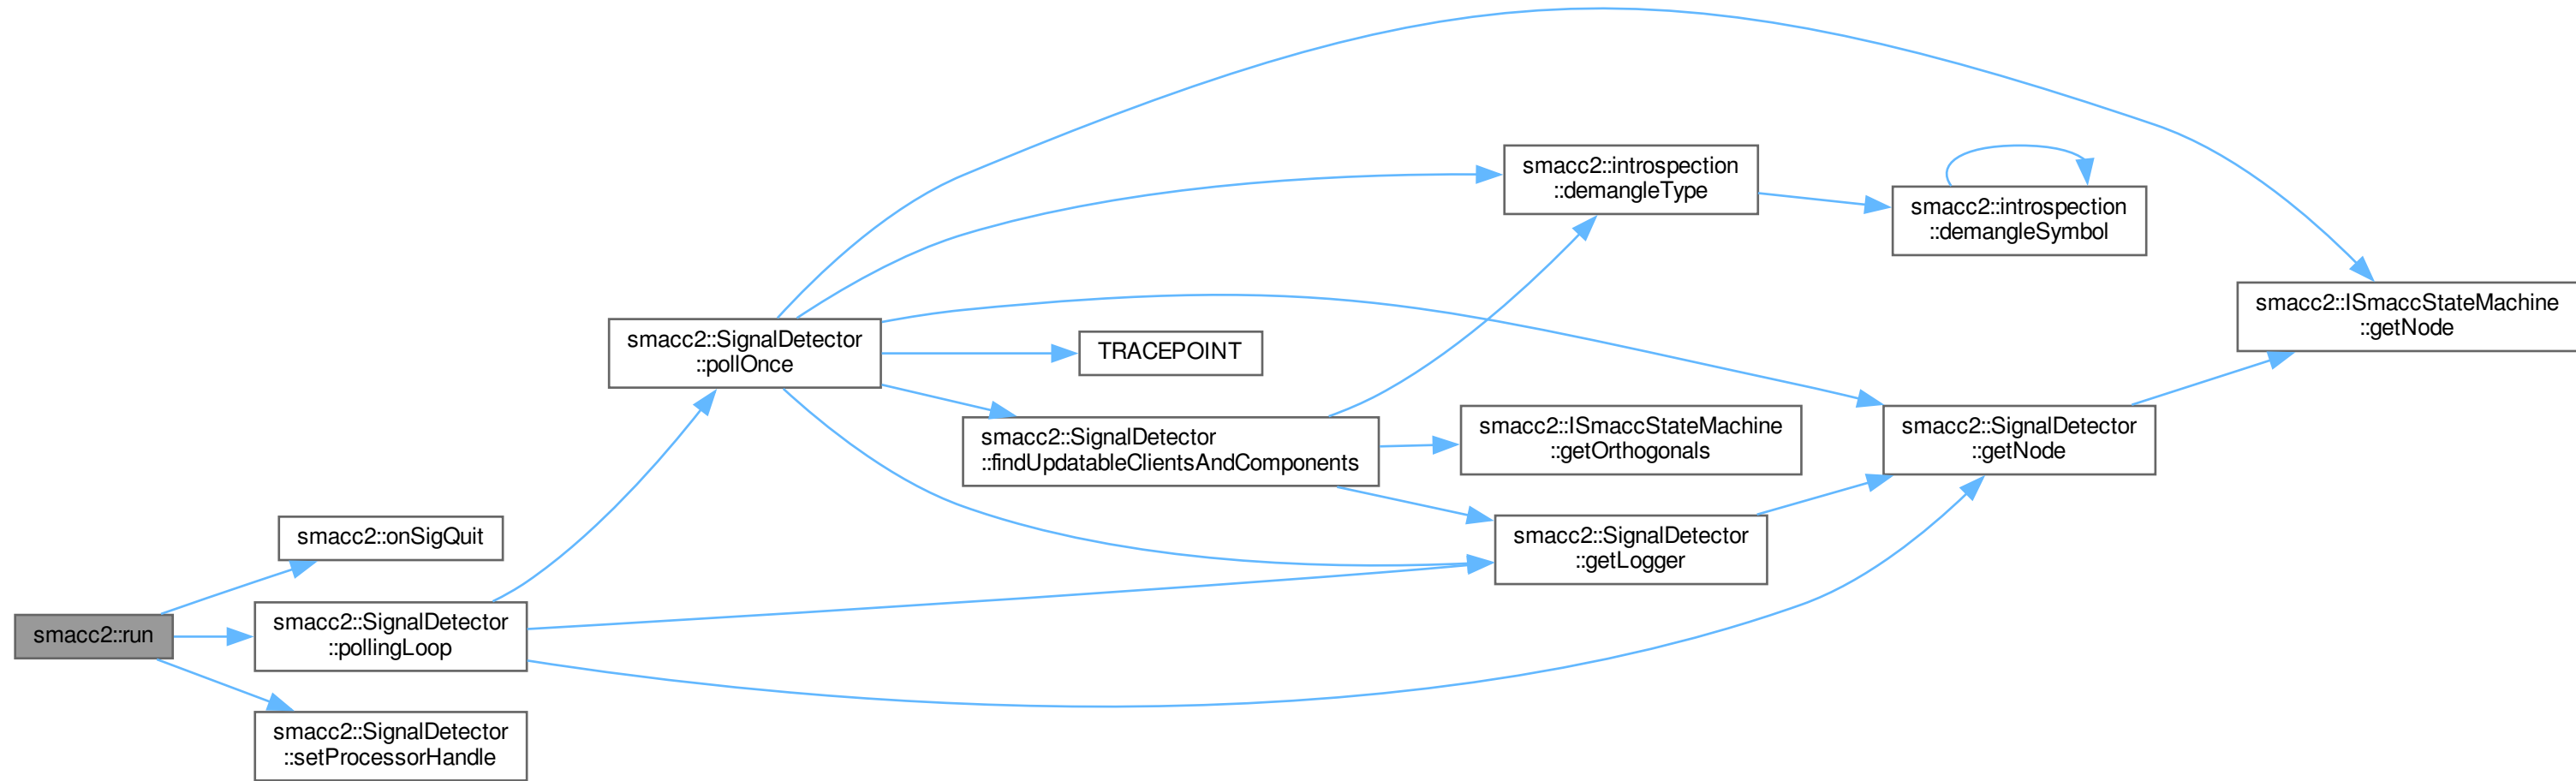 smacc2::run
smacc2::onSigQuit
smacc2::SignalDetector
::pollingLoop
smacc2::SignalDetector
::setProcessorHandle
smacc2::SignalDetector
::pollOnce
TRACEPOINT
smacc2::SignalDetector
::findUpdatableClientsAndComponents
smacc2::introspection
::demangleType
smacc2::ISmaccStateMachine
::getOrthogonals
smacc2::SignalDetector
::getLogger
smacc2::introspection
::demangleSymbol
smacc2::SignalDetector
::getNode
smacc2::ISmaccStateMachine
::getNode